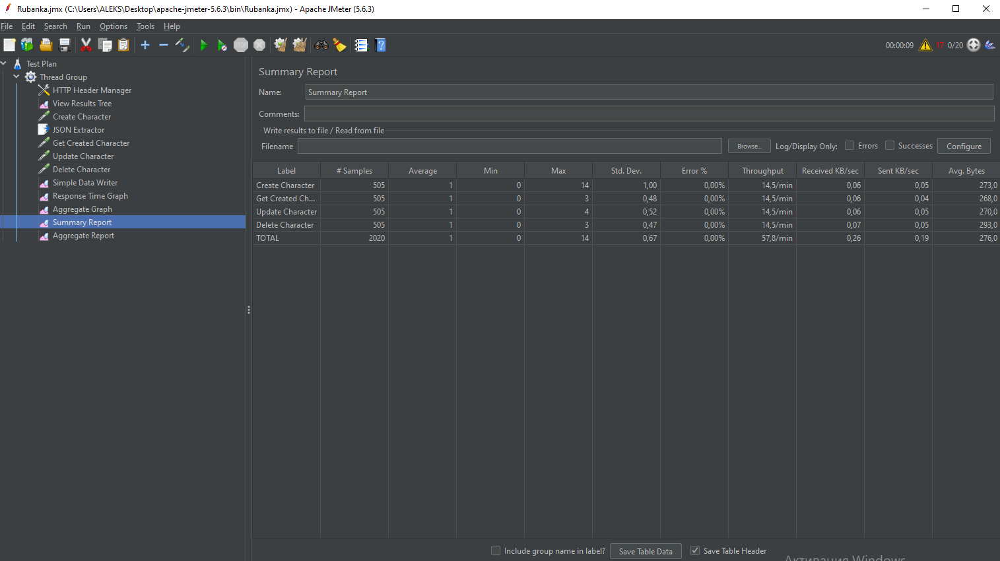 Rubanka.jmx (C:\Users\ALEKS\Desktop\apache-jmeter-5.6.3\bin\Rubanka.jmx) - Apache JMeter (5.6.3)
File Edit Search Run Options Tools Help
STOP 00:00:09 17 0/20
Test Plan
Thread Group
HTTP Header Manager
View Results Tree
Create Character
JSON Extractor
Get Created Character
Update Character
Delete Character
Simple Data Writer
Response Time Graph
Aggregate Graph
Summary Report
Aggregate Report
Summary Report
Name: Summary Report
Comments:
Write results to file / Read from file
Filename Browse... Log/Display Only: Errors Successes Configure
Label # Samples Average Min Max Std. Dev. Error % Throughput Received KB/sec Sent KB/sec Avg. Bytes
Create Character 505 1 0 14 1,00 0,00% 14,5/min 0,06 0,05 273,0
Get Created Ch... 505 1 0 3 0,48 0,00% 14,5/min 0,06 0,04 268,0
Update Character 505 1 0 4 0,52 0,00% 14,5/min 0,06 0,05 270,0
Delete Character 505 1 0 3 0,47 0,00% 14,5/min 0,07 0,05 293,0
TOTAL 2020 1 0 14 0,67 0,00% 57,8/min 0,26 0,19 276,0
Include group name in label? Save Table Data Save Table Header
Активация Windows